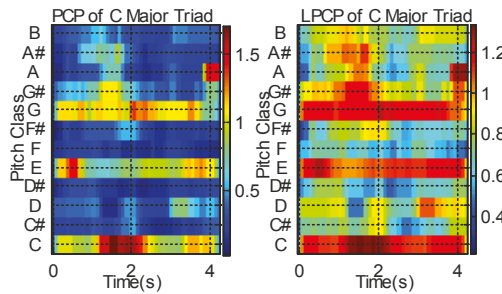 PCP of C Major Triad
LPCP of C Major Triad
Pitch Class
B
A#
A
G#
G
F#
F
E
D#
D
C#
C
0
2
4
Time(s)
1.5
1
0.5
Pitch Class
B
A#
A
G#
G
F#
F
E
D#
D
C#
C
0
2
4
Time(s)
1.2
1
0.8
0.6
0.4